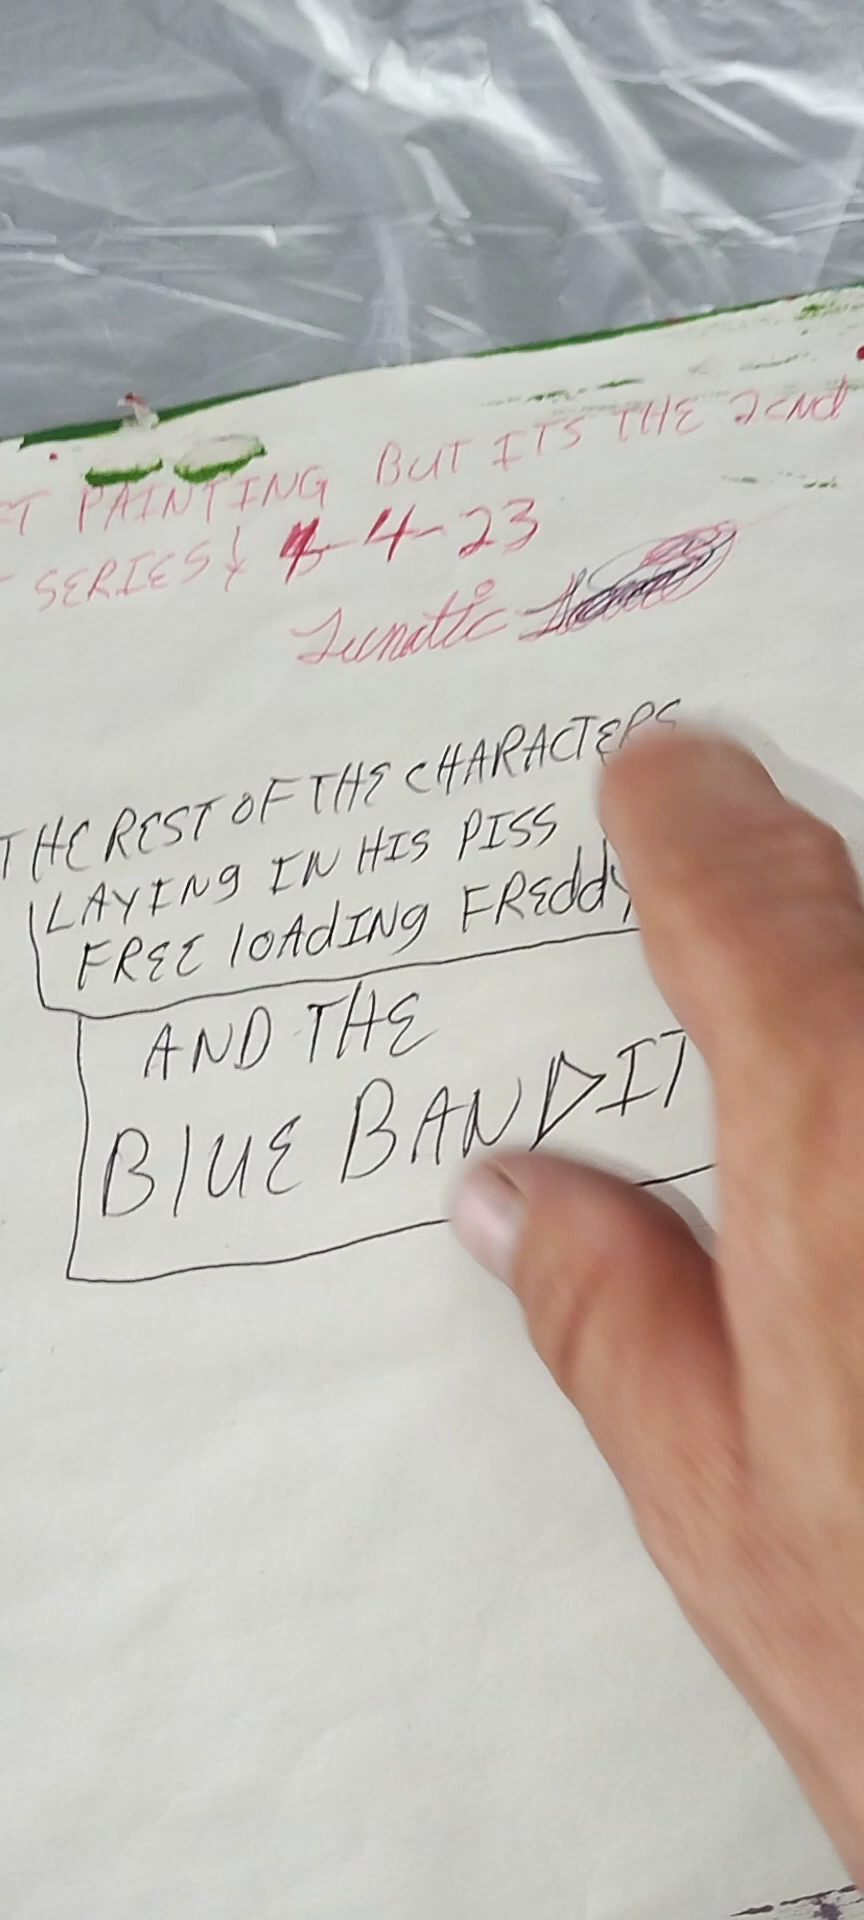 PAINTING BUT ITS THE 2cnd
SERIES! 4-23
Lunatic
THE REST OF THE CHARACTERS
LAYING IN HIS PISS
FREE lOAdING FREddY
AND THE
BlUE BANDIT